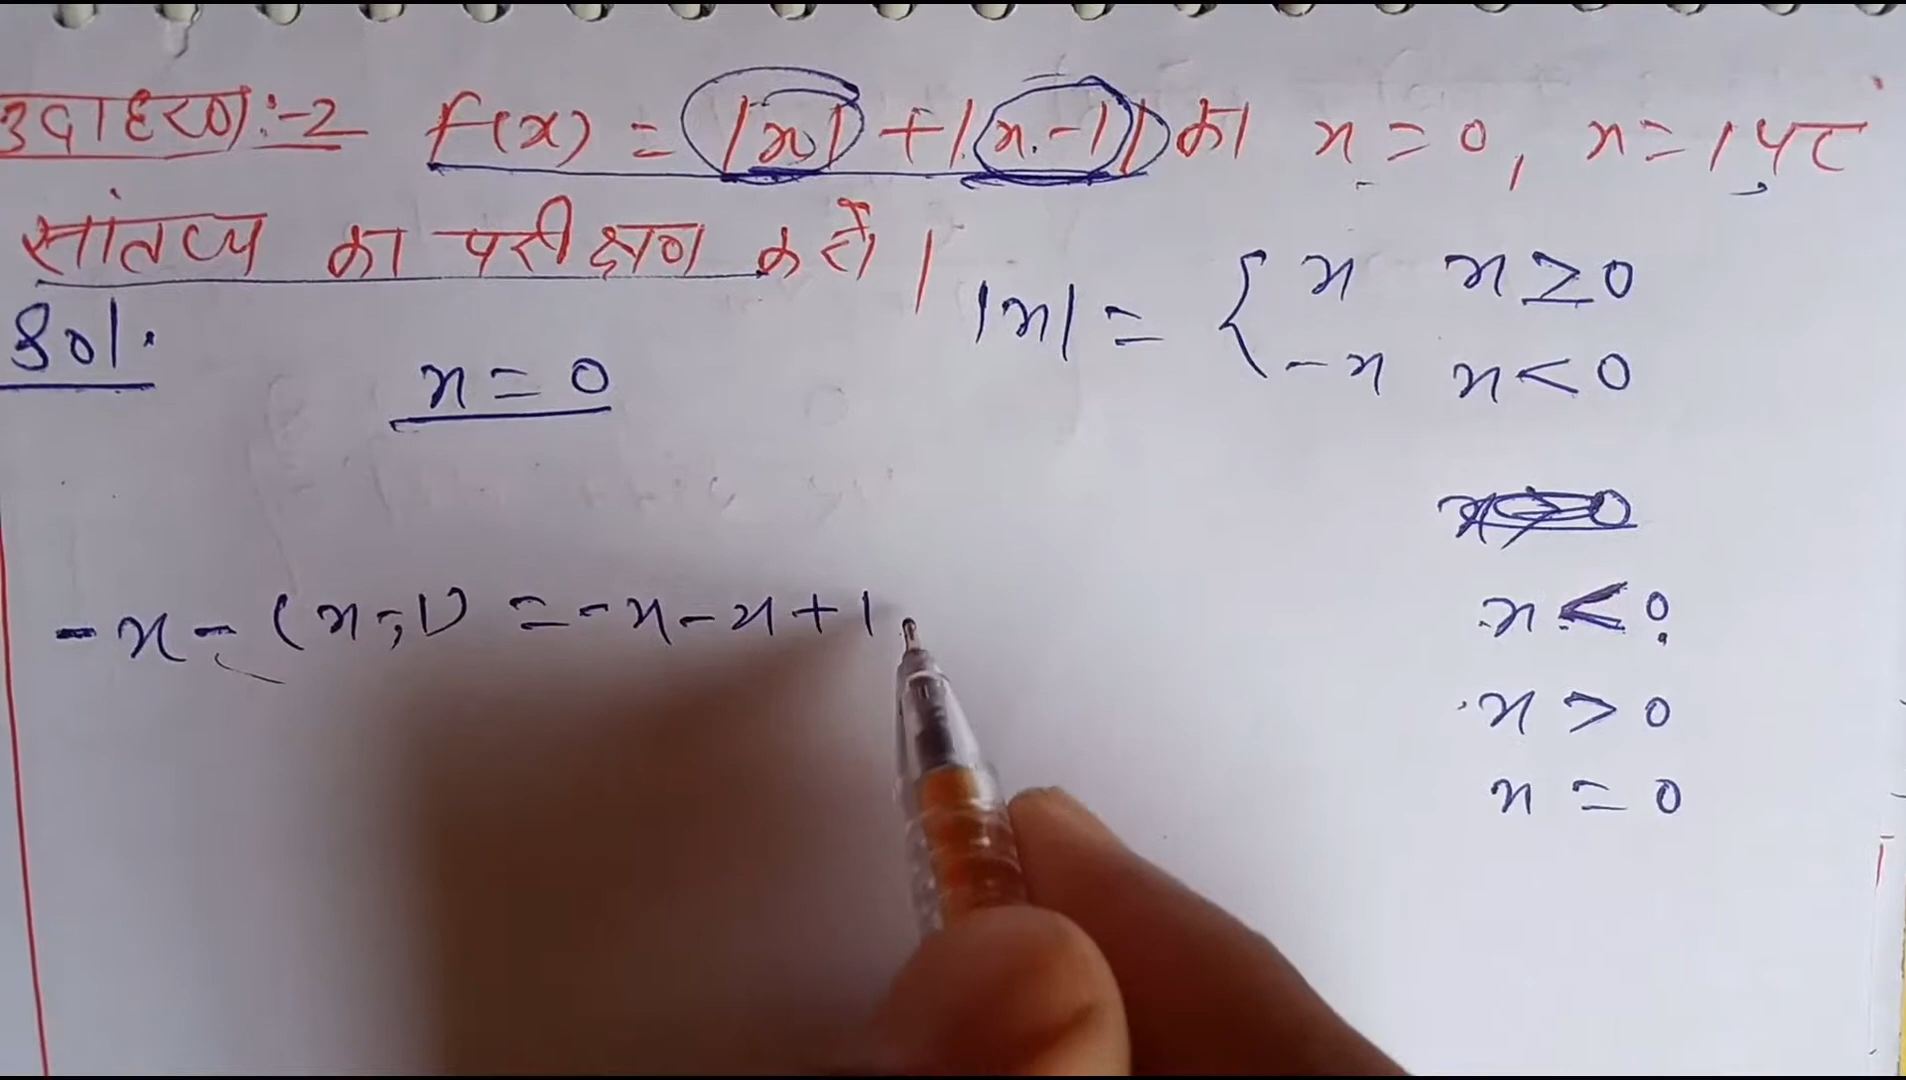 उदाहरण:-2 f(x) = |x| + |x-1| का x = 0, x = 1 पर
सांतत्य का परीक्षण करें।
Sol.
x = 0
|x| = { x x ≥ 0
-x x < 0
x < 0
x > 0
x = 0
-x - (x-1) = -x - x + 1